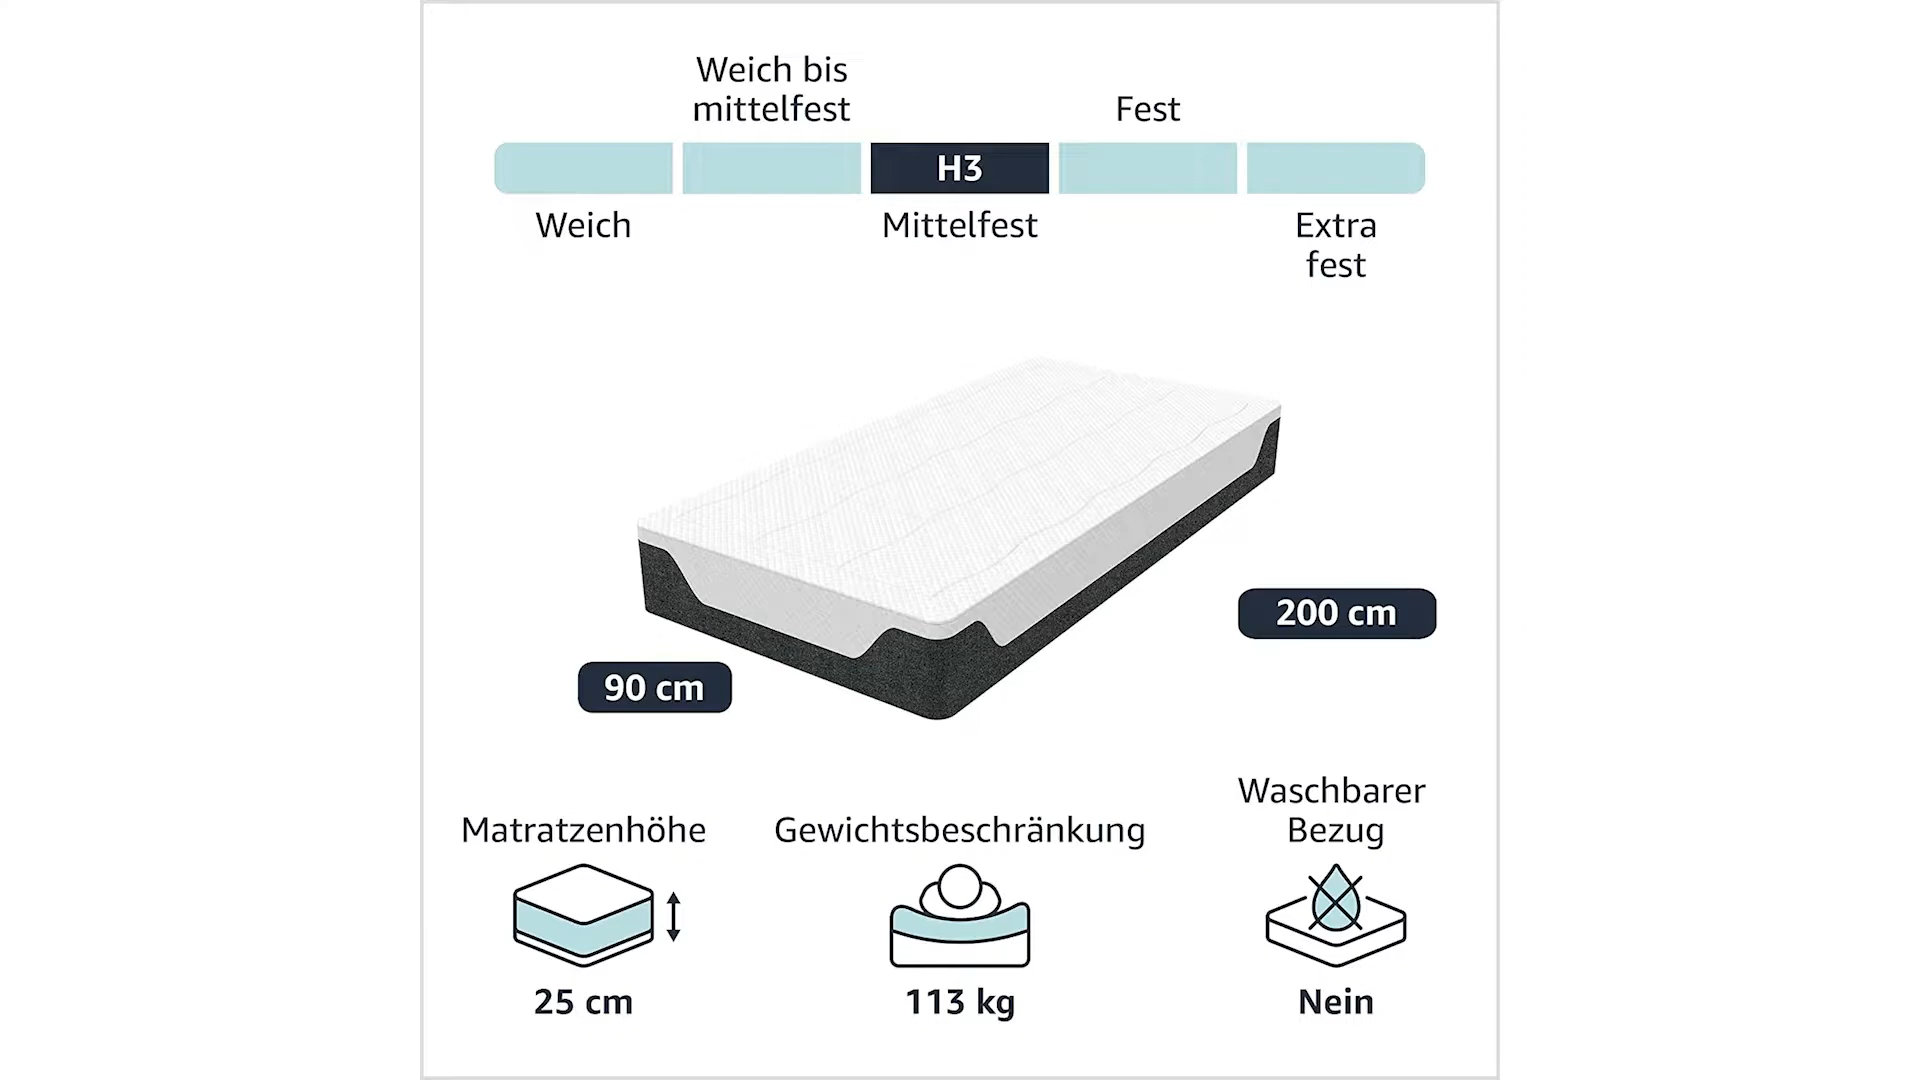 Weich bis
mittelfest
Fest
H3
Weich
Mittelfest
Extra
fest
200 cm
90 cm
Matratzenhöhe
Gewichtsbeschränkung
Waschbarer
Bezug
25 cm
113 kg
Nein